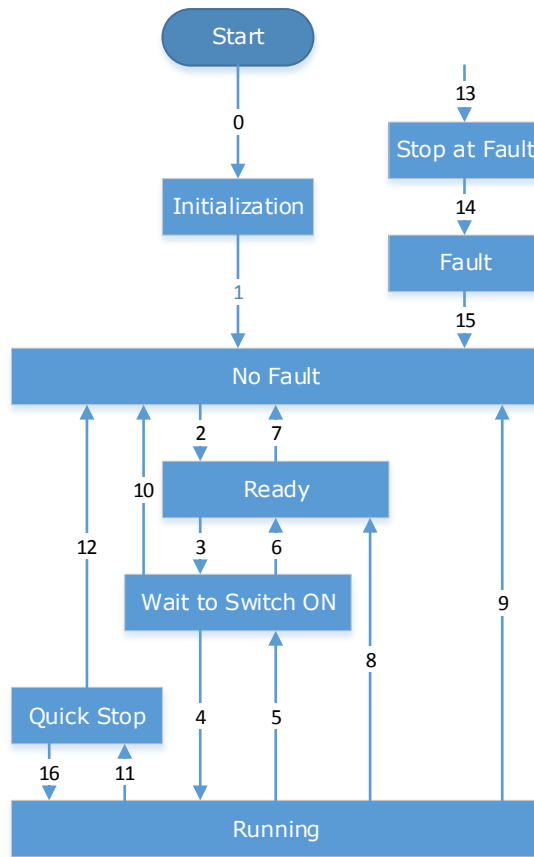 Start
13
0
Stop at Fault
Initialization
14
Fault
1
15
No Fault
2
7
10
Ready
3
6
12
Wait to Switch ON
9
8
Quick Stop
4
5
16
11
Running